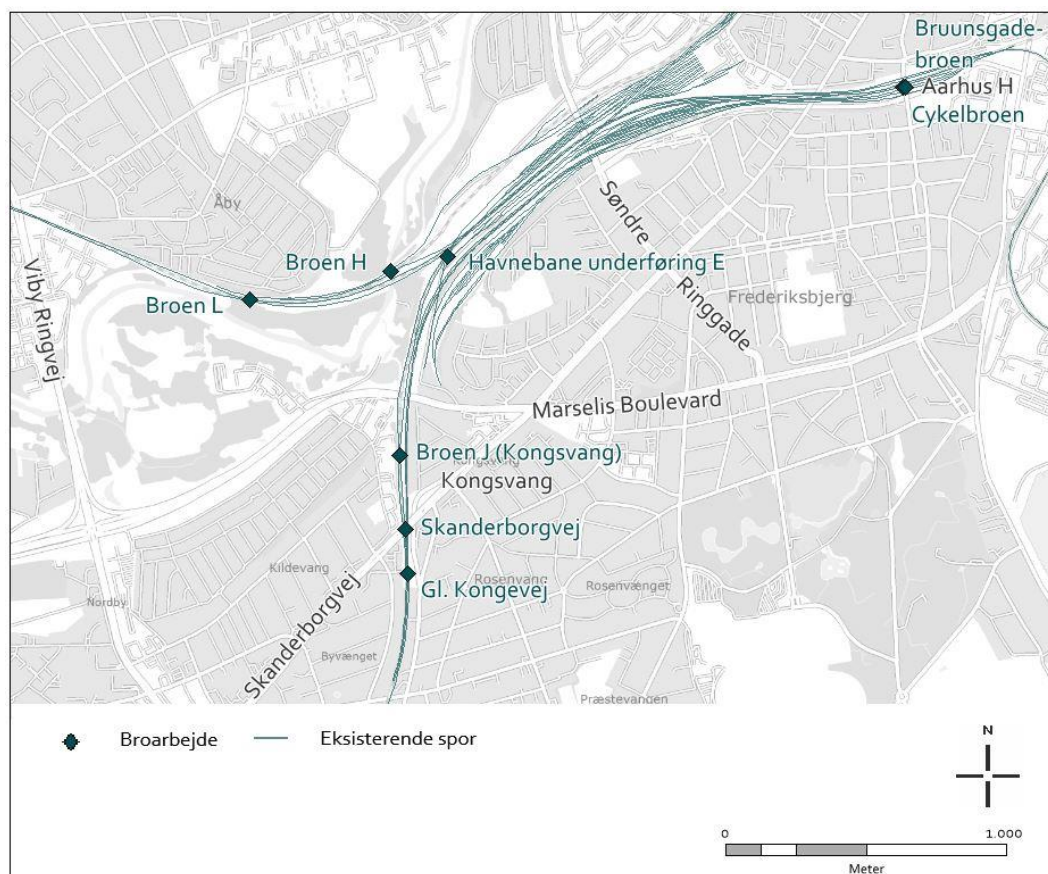 Bruunsgade-
broen
Aarhus H
Cykelbroen
Åby
Søndre Ringgade
Viby Ringvej
Broen H
Havnebane underføring E
Broen L
Frederiksbjerg
Marselis Boulevard
Broen J (Kongsvang)
Kongsvang
Kongsvang
Skanderborgvej
Kildevang
Rosenvang
Rosenvænget
Gl. Kongevej
Nordby
Skanderborgvej
Byvænget
Præstevangen
Broarbejde
Eksisterende spor
N
0 1.000
Meter